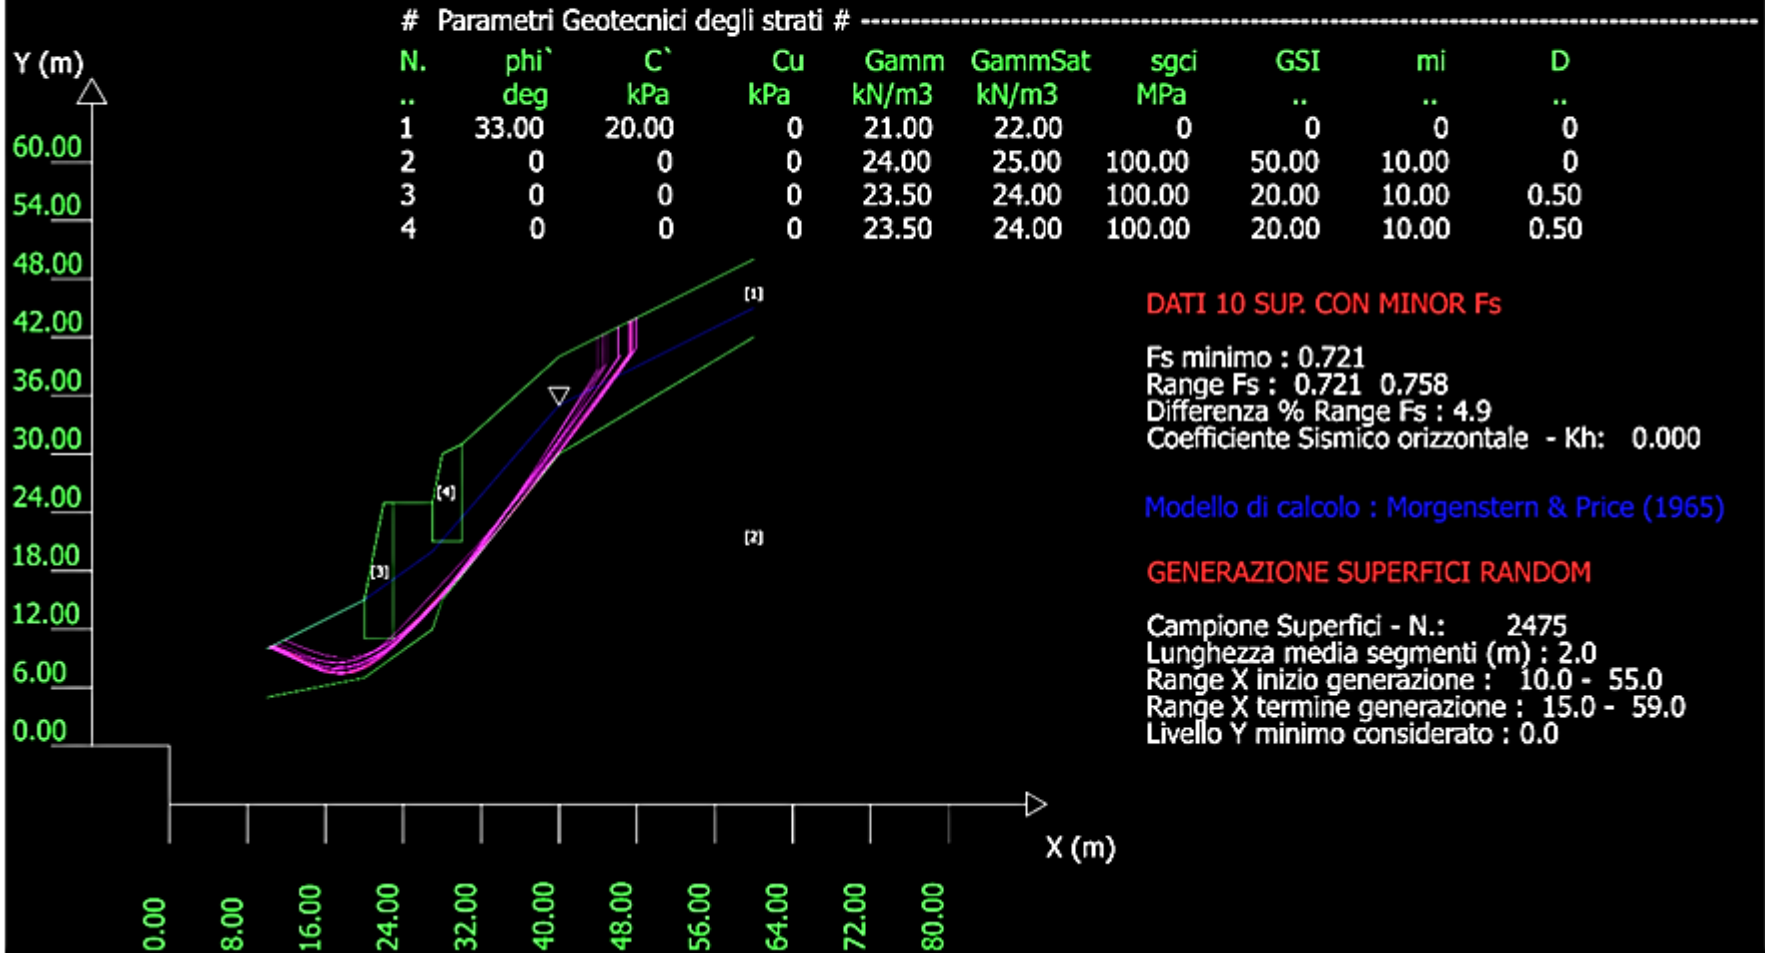 # Parametri Geotecnici degli strati # -----------------------------------------------------------------------------------------
N. phi` C` Cu Gamm GammSat sgci GSI mi D
.. deg kPa kPa kN/m3 kN/m3 MPa .. .. ..
1 33.00 20.00 0 21.00 22.00 0 0 0 0
2 0 0 0 24.00 25.00 100.00 50.00 10.00 0
3 0 0 0 23.50 24.00 100.00 20.00 10.00 0.50
4 0 0 0 23.50 24.00 100.00 20.00 10.00 0.50
Y (m)
60.00
54.00
48.00
42.00
36.00
30.00
24.00
18.00
12.00
6.00
0.00
[1]
[4]
[2]
[3]
DATI 10 SUP. CON MINOR Fs
Fs minimo : 0.721
Range Fs : 0.721 0.758
Differenza % Range Fs : 4.9
Coefficiente Sismico orizzontale - Kh: 0.000
Modello di calcolo : Morgenstern & Price (1965)
GENERAZIONE SUPERFICI RANDOM
Campione Superfici - N.: 2475
Lunghezza media segmenti (m) : 2.0
Range X inizio generazione : 10.0 - 55.0
Range X termine generazione : 15.0 - 59.0
Livello Y minimo considerato : 0.0
X (m)
0.00
8.00
16.00
24.00
32.00
40.00
48.00
56.00
64.00
72.00
80.00